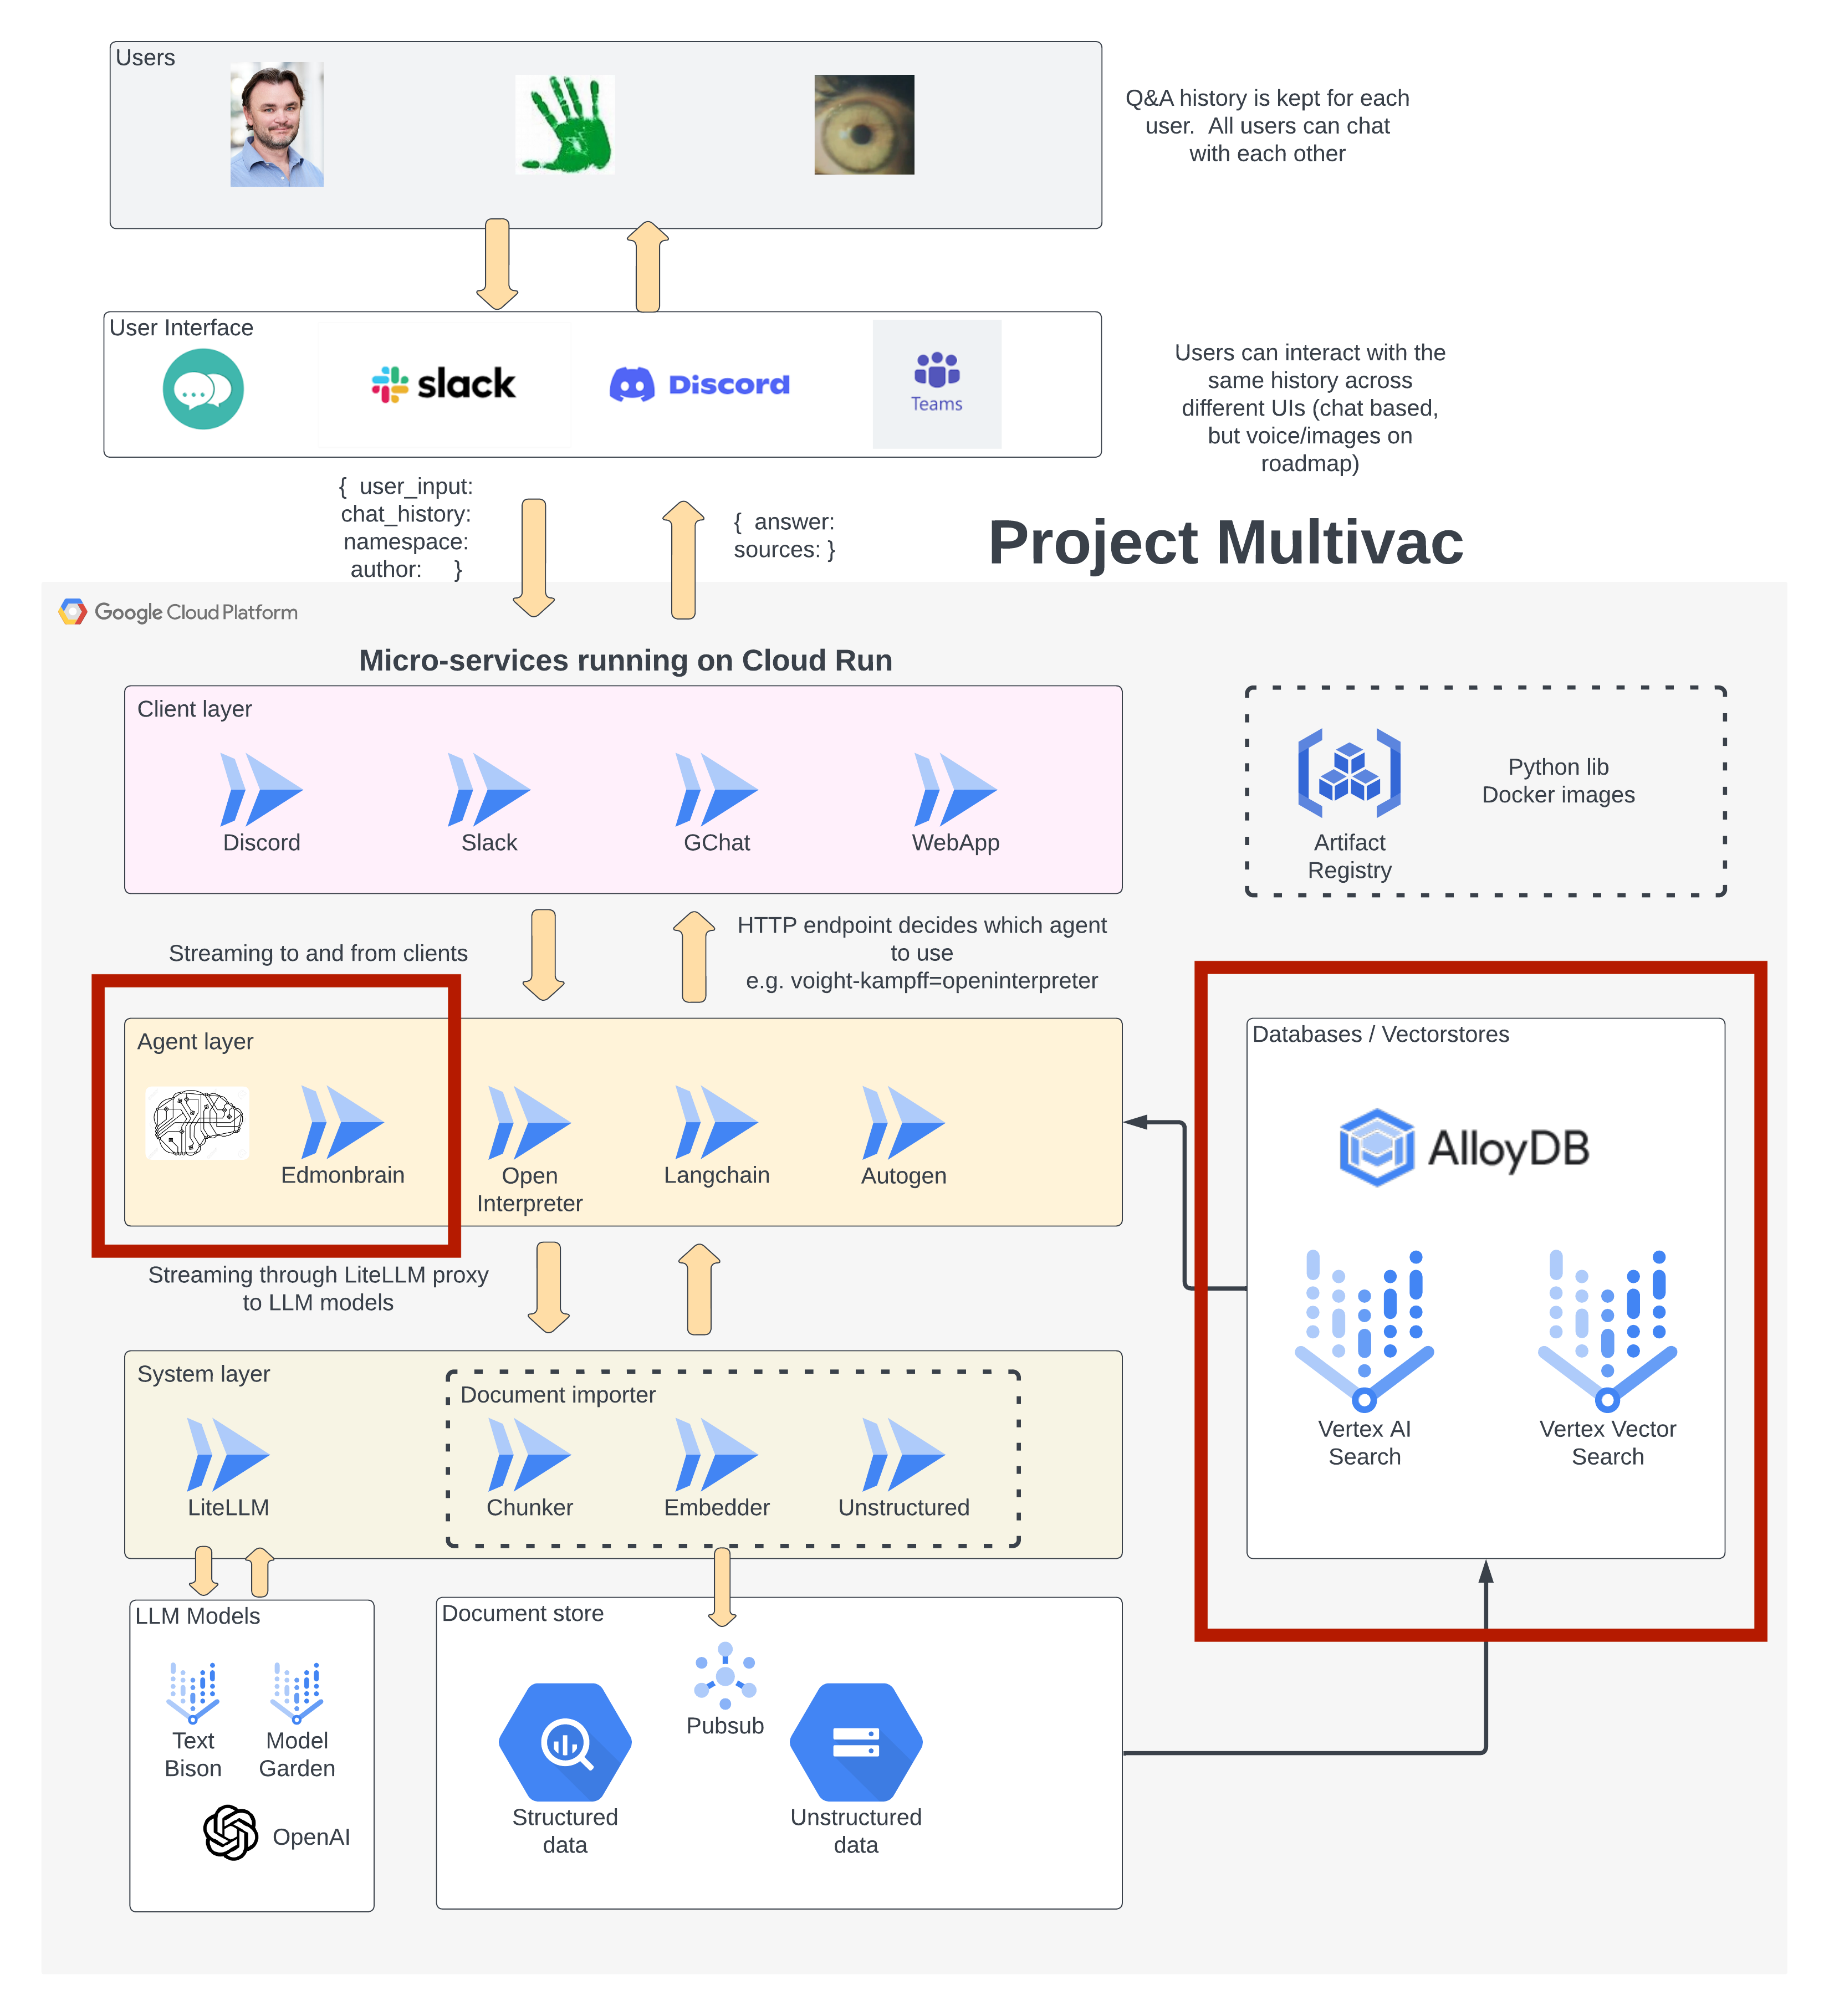 Users
Q&A history is kept for each
user.  All users can chat
with each other
User Interface
slack
Discord
Teams
Users can interact with the
same history across
different UIs (chat based,
but voice/images on
roadmap)
{  user_input:
chat_history:
namespace:
author:     }
{  answer:
sources: }
Project Multivac
Google Cloud Platform
Micro-services running on Cloud Run
Client layer
Discord
Slack
GChat
WebApp
Artifact
Registry
Python lib
Docker images
Streaming to and from clients
HTTP endpoint decides which agent
to use
e.g. voight-kampff=openinterpreter
Agent layer
Edmonbrain
Open
Interpreter
Langchain
Autogen
Databases / Vectorstores
AlloyDB
Vertex AI
Search
Vertex Vector
Search
Streaming through LiteLLM proxy
to LLM models
System layer
LiteLLM
Document importer
Chunker
Embedder
Unstructured
LLM Models
Text
Bison
Model
Garden
OpenAI
Document store
Pubsub
Structured
data
Unstructured
data